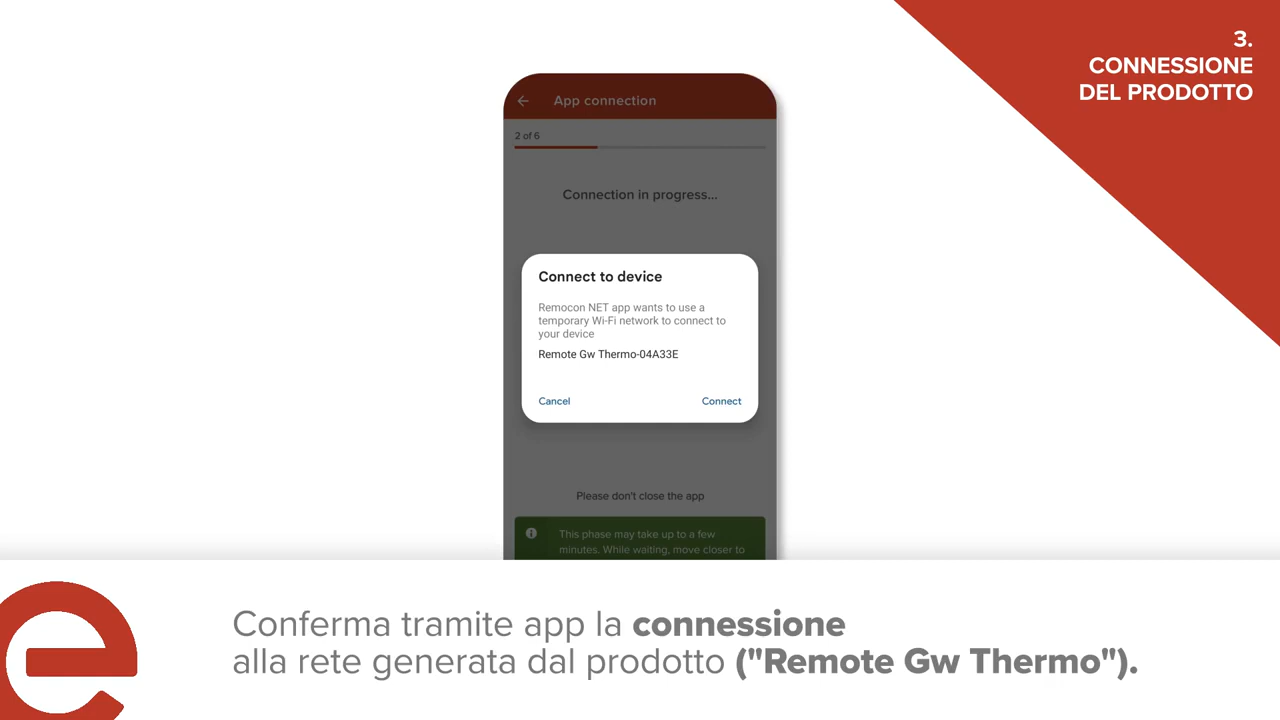 3.
CONNESSIONE
DEL PRODOTTO
App connection
2 of 6
Connection in progress...
Connect to device
Remocon NET app wants to use a
temporary Wi-Fi network to connect to
your device
Remote Gw Thermo-04A33E
Cancel
Connect
Please don't close the app
This phase may take up to a few
minutes. While waiting, move closer to
e
Conferma tramite app la connessione
alla rete generata dal prodotto ("Remote Gw Thermo").